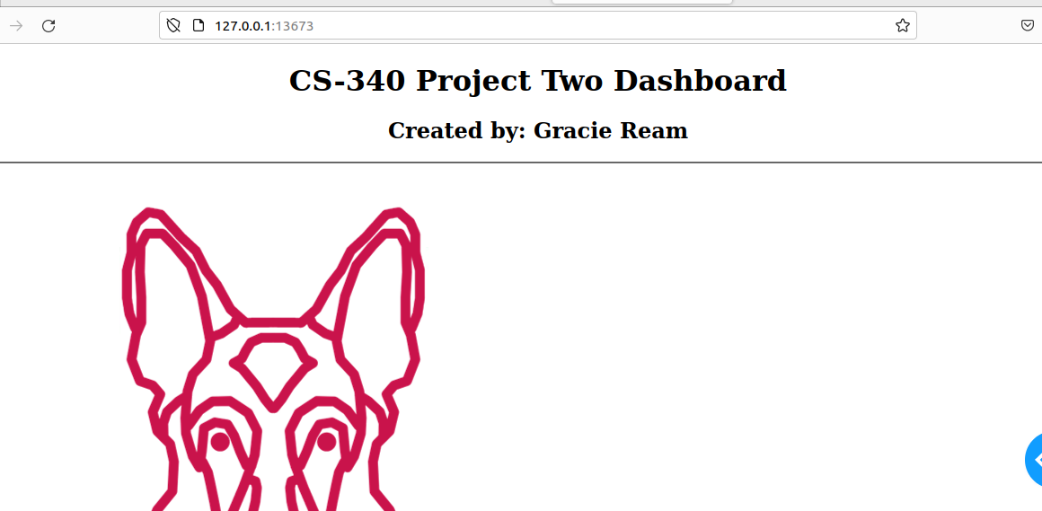 127.0.0.1:13673
CS-340 Project Two Dashboard
Created by: Gracie Ream